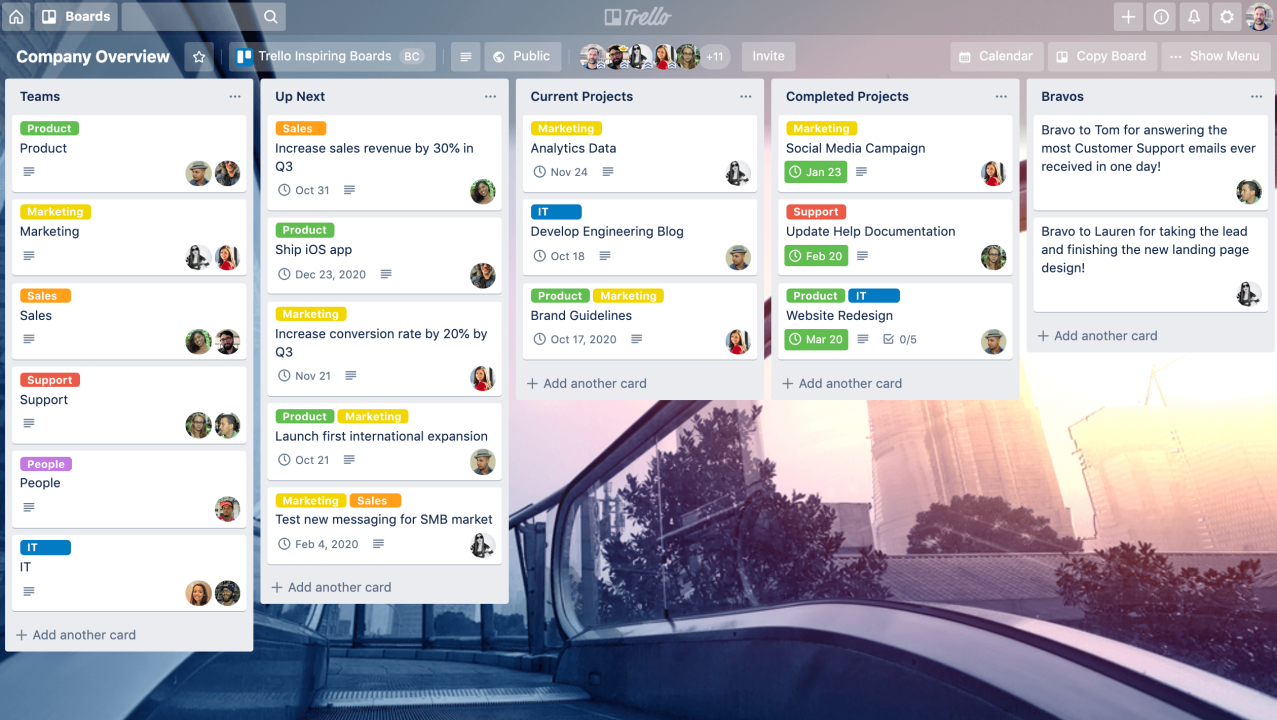 Boards
Trello
Company Overview
Trello Inspiring Boards BC
Public
+11
Invite
Calendar
Copy Board
··· Show Menu
Teams
Product
Product
Marketing
Marketing
Sales
Sales
Support
Support
People
People
IT
IT
+ Add another card
Up Next
Sales
Increase sales revenue by 30% in
Q3
Oct 31
Product
Ship iOS app
Dec 23, 2020
Marketing
Increase conversion rate by 20% by
Q3
Nov 21
Product Marketing
Launch first international expansion
Oct 21
Marketing Sales
Test new messaging for SMB market
Feb 4, 2020
+ Add another card
Current Projects
Marketing
Analytics Data
Nov 24
IT
Develop Engineering Blog
Oct 18
Product Marketing
Brand Guidelines
Oct 17, 2020
+ Add another card
Completed Projects
Marketing
Social Media Campaign
Jan 23
Support
Update Help Documentation
Feb 20
Product IT
Website Redesign
Mar 20 0/5
+ Add another card
Bravos
Bravo to Tom for answering the
most Customer Support emails ever
received in one day!
Bravo to Lauren for taking the lead
and finishing the new landing page
design!
+ Add another card